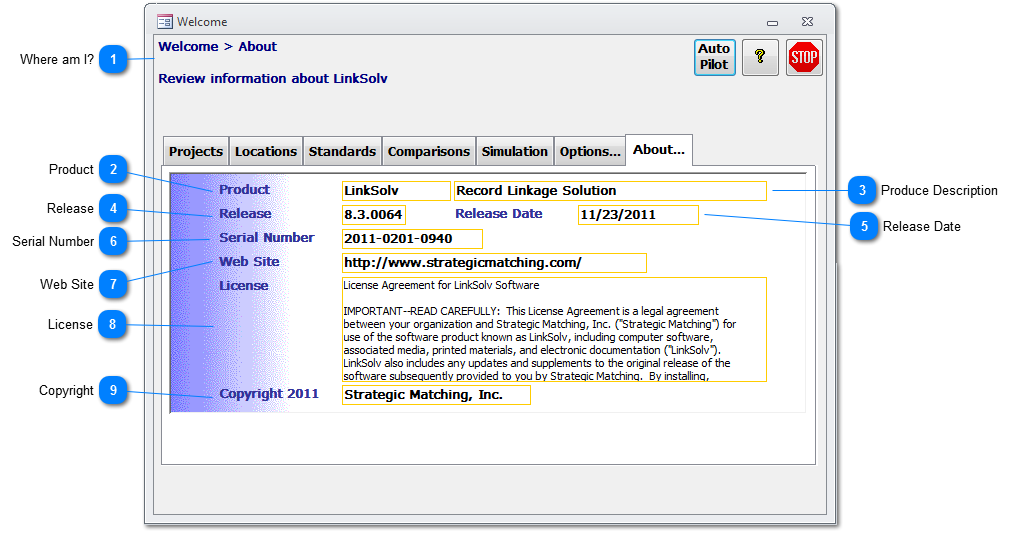 Welcome
Where am I? 1
Welcome > About
Auto Pilot
?
STOP
Review information about LinkSolv
Projects Locations Standards Comparisons Simulation Options... About...
Product 2
Product LinkSolv Record Linkage Solution
3 Produce Description
Release 4
Release 8.3.0064 Release Date 11/23/2011
5 Release Date
Serial Number 6
Serial Number 2011-0201-0940
Web Site 7
Web Site http://www.strategicmatching.com/
License 8
License
License Agreement for LinkSolv Software
IMPORTANT--READ CAREFULLY: This License Agreement is a legal agreement
between your organization and Strategic Matching, Inc. ("Strategic Matching") for
use of the software product known as LinkSolv, including computer software,
associated media, printed materials, and electronic documentation ("LinkSolv").
LinkSolv also includes any updates and supplements to the original release of the
software subsequently provided to you by Strategic Matching. By installing,
Copyright 9
Copyright 2011 Strategic Matching, Inc.